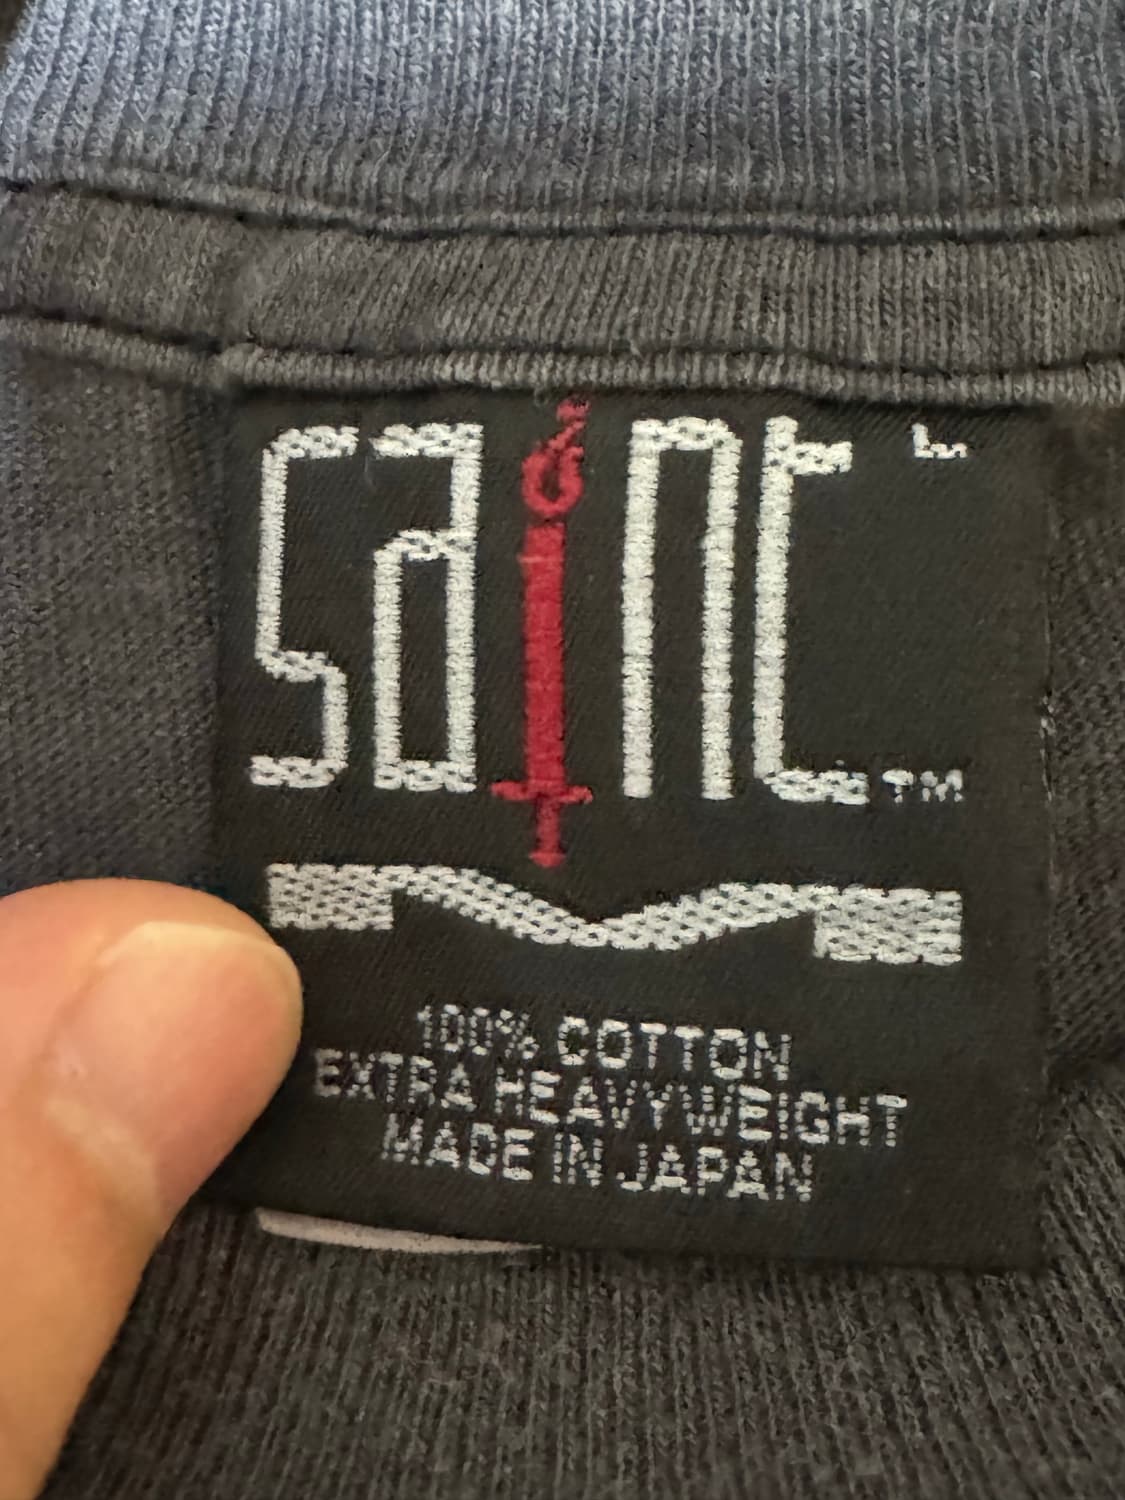 saint L
TM
100% COTTON
EXTRA HEAVYWEIGHT
MADE IN JAPAN